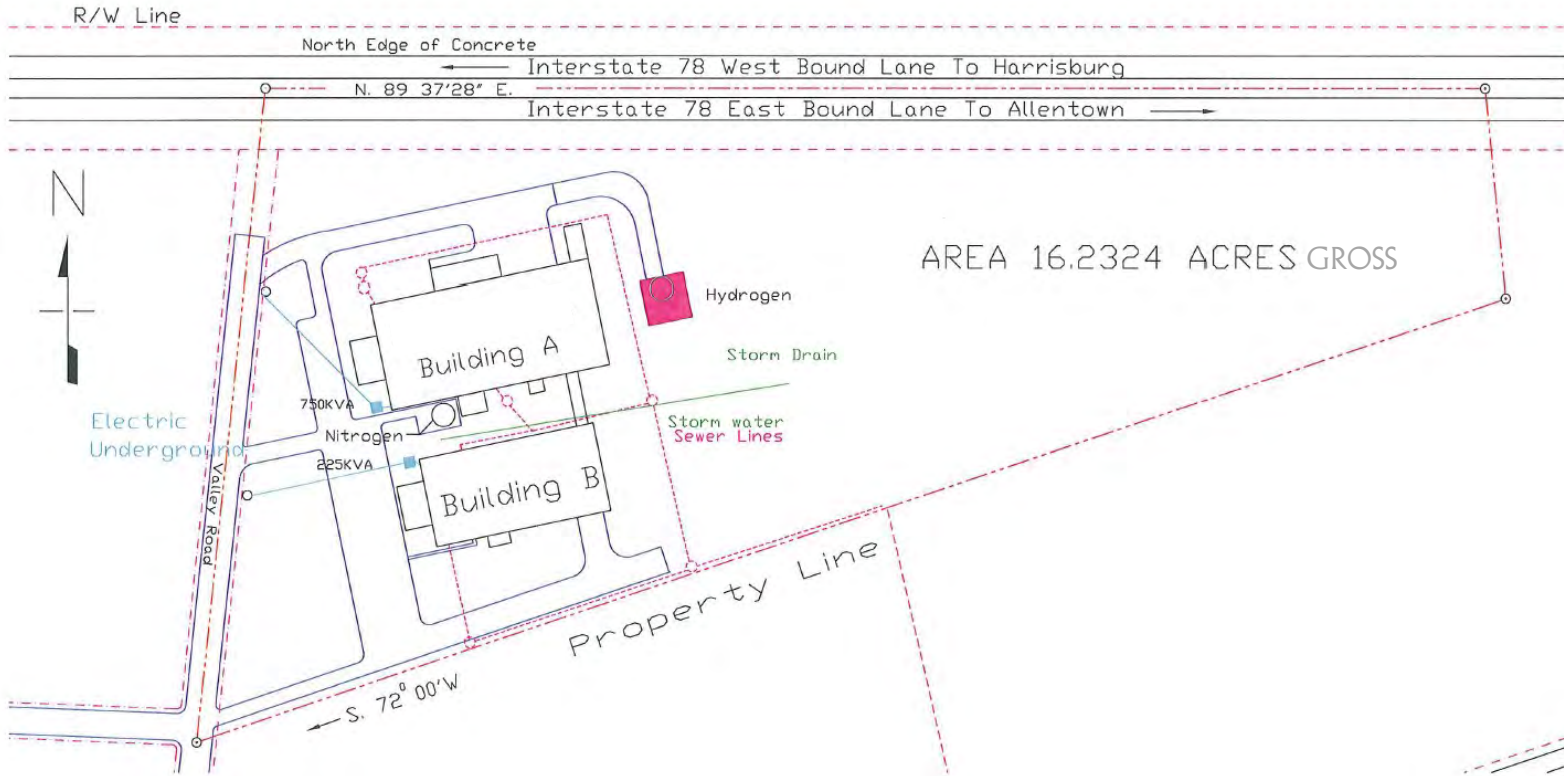 R/W Line
North Edge of Concrete
Interstate 78 West Bound Lane To Harrisburg
N. 89 37'28" E.
Interstate 78 East Bound Lane To Allentown
N
AREA 16.2324 ACRES GROSS
Hydrogen
Building A
Storm Drain
750KVA
Electric
Underground
Nitrogen
Storm water
Sewer Lines
225KVA
Valley Road
Building B
Property Line
S. 72° 00'W